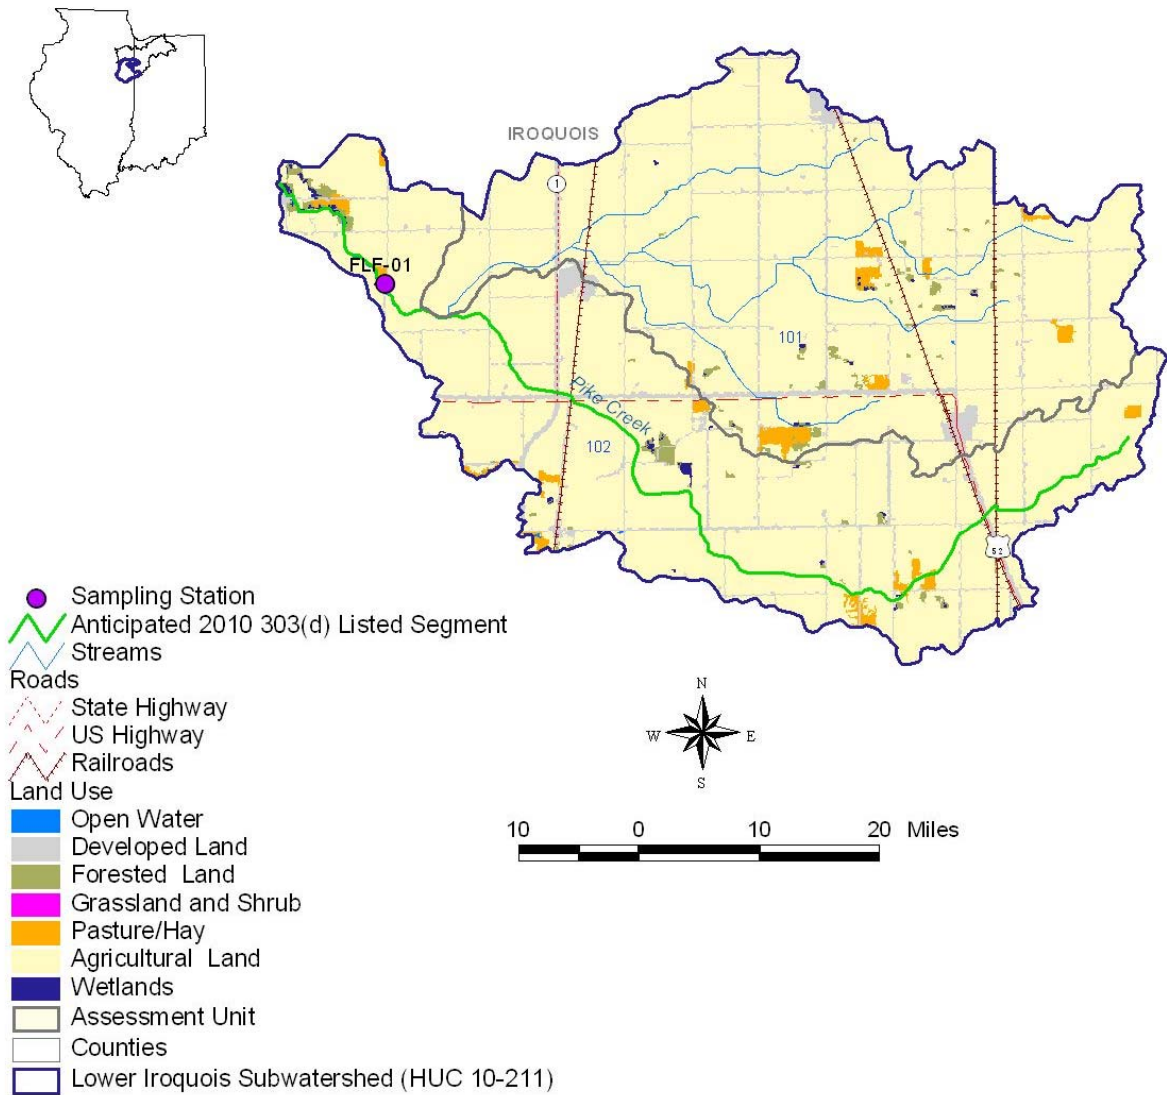 IROQUOIS
1
FLF-01
101
Pike Creek
102
52
Sampling Station
Anticipated 2010 303(d) Listed Segment
Streams
Roads
State Highway
US Highway
Railroads
Land Use
Open Water
Developed Land
Forested Land
Grassland and Shrub
Pasture/Hay
Agricultural Land
Wetlands
Assessment Unit
Counties
Lower Iroquois Subwatershed (HUC 10-211)
N
W E
S
10 0 10 20 Miles